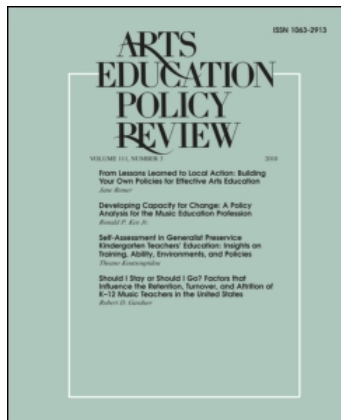 ISSN 1063-2913
ARTS
EDUCATION
POLICY
REVIEW
VOLUME 111, NUMBER 3 2010
From Lessons Learned to Local Action: Building
Your Own Policies for Effective Arts Education
Jane Remer
Developing Capacity for Change: A Policy
Analysis for the Music Education Profession
Ronald P. Kos Jr.
Self-Assessment in Generalist Preservice
Kindergarten Teachers' Education: Insights on
Training, Ability, Environments, and Policies
Theano Koutsoupidou
Should I Stay or Should I Go? Factors that
Influence the Retention, Turnover, and Attrition of
K–12 Music Teachers in the United States
Robert D. Gardner